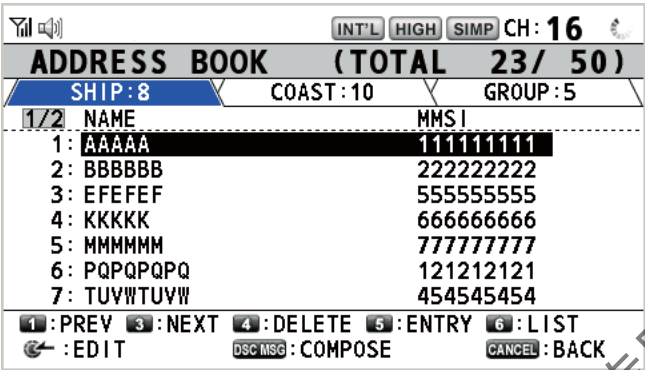 INT'L HIGH SIMP CH: 16
ADDRESS BOOK (TOTAL 23/ 50)
SHIP:8 COAST:10 GROUP:5
1/2 NAME MMSI
1: AAAAA 111111111
2: BBBBBB 222222222
3: EFEFEF 555555555
4: KKKKK 666666666
5: MMMMMM 777777777
6: PQPQPQPQ 121212121
7: TUVWTUVW 454545454
1 :PREV 3 :NEXT 4 :DELETE 5 :ENTRY 6 :LIST
:EDIT DSC MSG :COMPOSE CANCEL :BACK